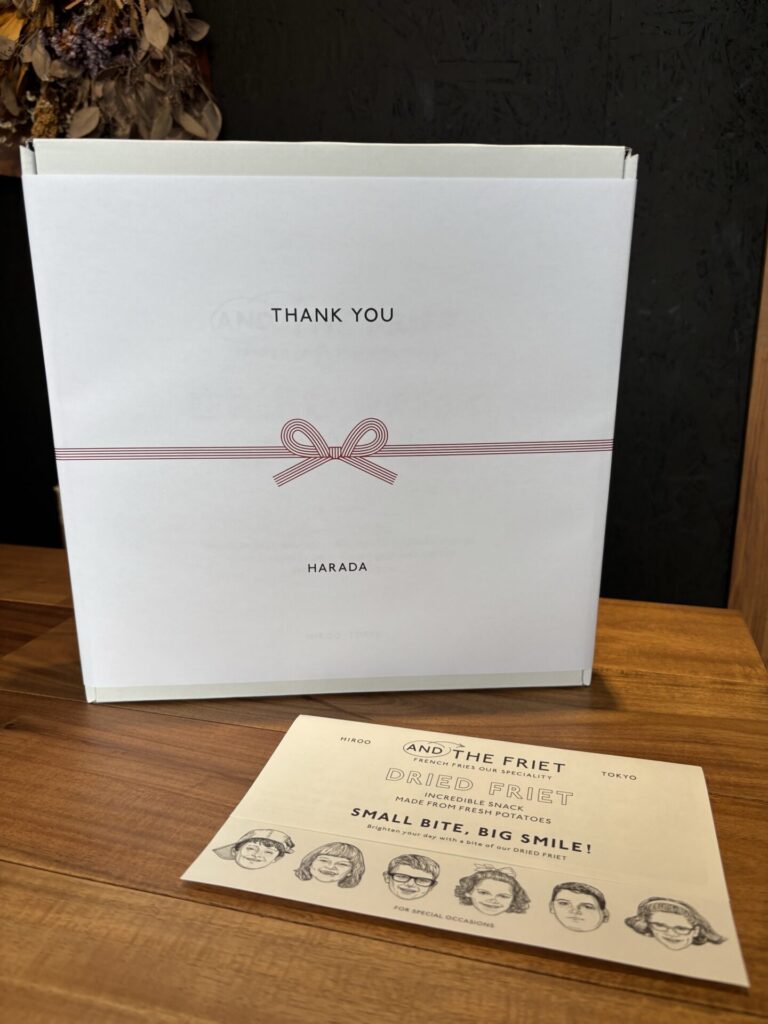 THANK YOU
HARADA
HIROO
AND THE FRIET
TOKYO
FRENCH FRIES OUR SPECIALITY
DRIED FRIET
INCREDIBLE SNACK
MADE FROM FRESH POTATOES
SMALL BITE, BIG SMILE!
Brighten your day with a bite of our DRIED FRIET
FOR SPECIAL OCCASIONS